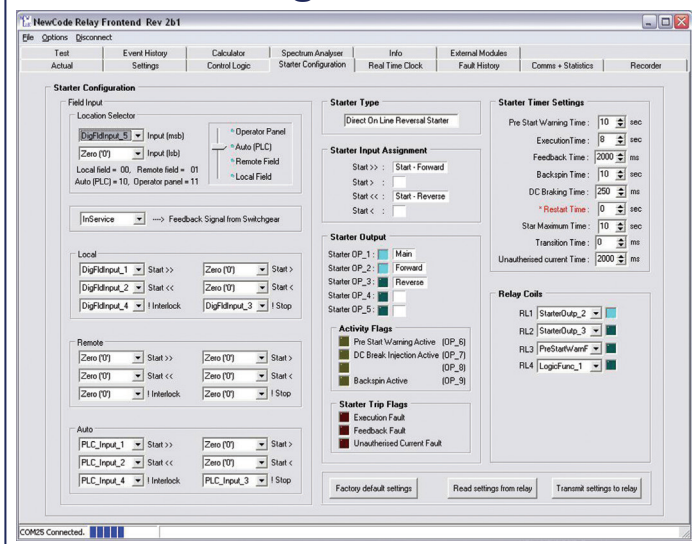 NewCode Relay Frontend Rev 2b1
File Options Disconnect
Test Event History Calculator Spectrum Analyser Info External Modules
Actual Settings Control Logic Starter Configuration Real Time Clock Fault History Comms + Statistics Recorder
Starter Configuration
Field Input
Location Selector
DigFldInput_5 Input (msb)
Zero ('0') Input (lsb)
Local field = 00, Remote field = 01
Auto (PLC) = 10, Operator panel = 11
Operator Panel
Auto (PLC)
Remote Field
Local Field
InService ---> Feedback Signal from Switchgear
Local
DigFldInput_1 Start >> Zero ('0') Start >
DigFldInput_2 Start << Zero ('0') Start <
DigFldInput_4 ! Interlock DigFldInput_3 ! Stop
Remote
Zero ('0') Start >> Zero ('0') Start >
Zero ('0') Start << Zero ('0') Start <
Zero ('0') ! Interlock Zero ('0') ! Stop
Auto
PLC_Input_1 Start >> Zero ('0') Start >
PLC_Input_2 Start << Zero ('0') Start <
PLC_Input_4 ! Interlock PLC_Input_3 ! Stop
Starter Type
Direct On Line Reversal Starter
Starter Input Assignment
Start >> : Start - Forward
Start > :
Start << : Start - Reverse
Start < :
Starter Output
Starter OP_1 : Main
Starter OP_2 : Forward
Starter OP_3 : Reverse
Starter OP_4 :
Starter OP_5 :
Activity Flags
Pre Start Warning Active (OP_6)
DC Break Injection Active (OP_7)
(OP_8)
Backspin Active (OP_9)
Starter Trip Flags
Execution Fault
Feedback Fault
Unautherised Current Fault
Starter Timer Settings
Pre Start Warning Time : 10 sec
ExecutionTime : 8 sec
Feedback Time : 2000 ms
Backspin Time : 10 sec
DC Braking Time : 250 ms
* Restart Time : 0 sec
Star Maximum Time : 10 sec
Transition Time : 0 ms
Unautherised current Time : 2000 ms
Relay Coils
RL1 StarterOutp_2
RL2 StarterOutp_3
RL3 PreStartWarnF
RL4 LogicFunc_1
Factory default settings Read settings from relay Transmit settings to relay
COM25 Connected.